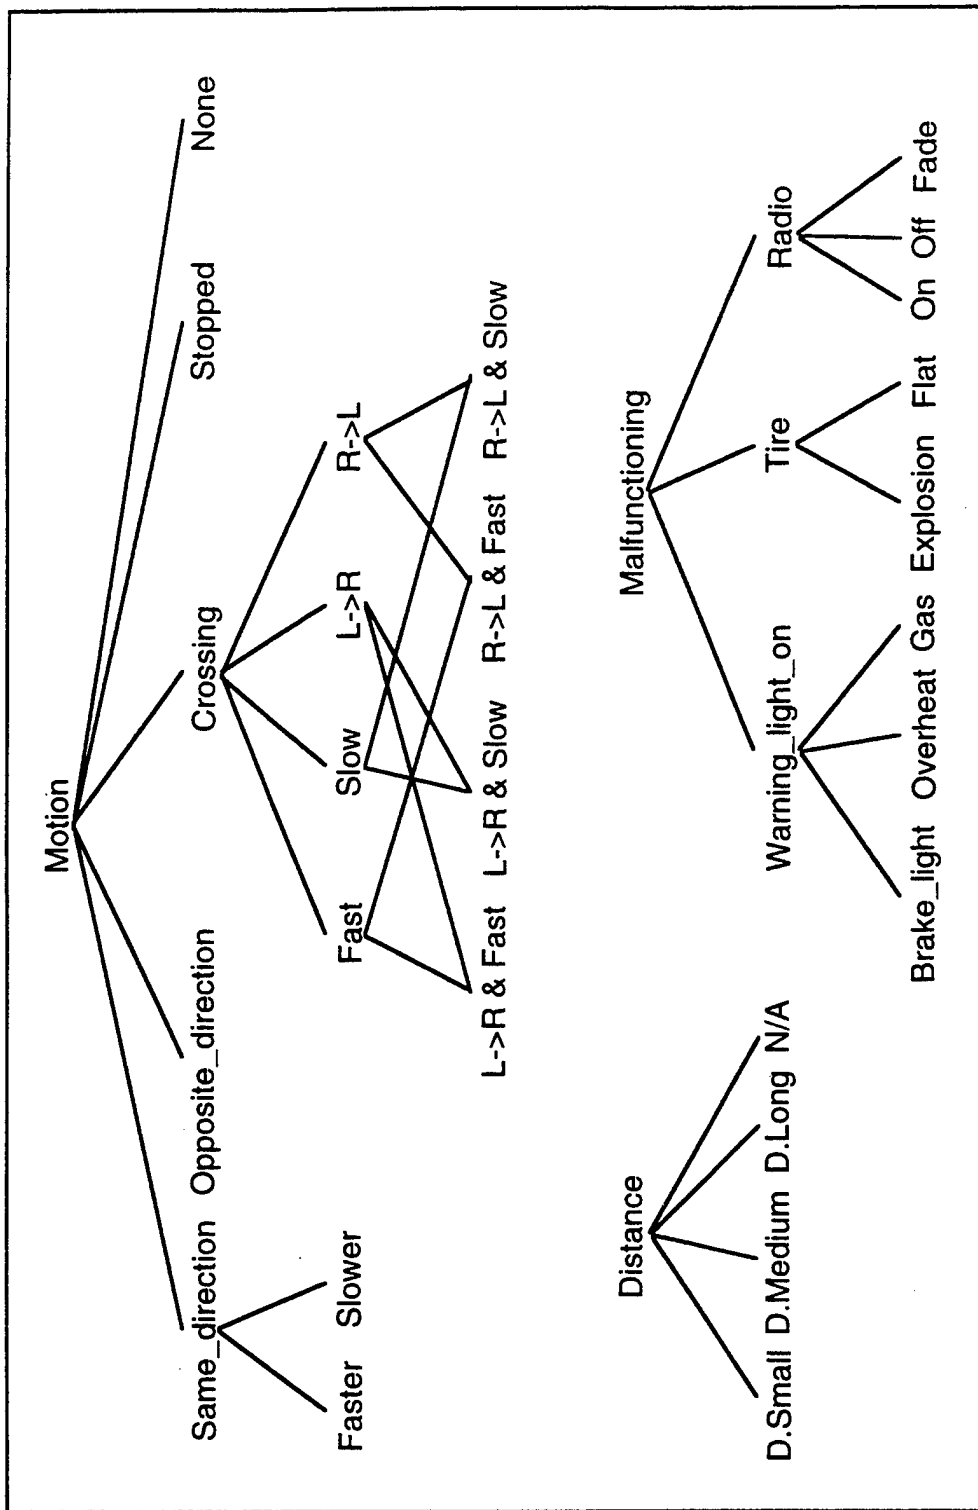 Motion
Same_direction Opposite_direction Crossing Stopped None
Faster Slower Fast Slow L->R R->L
L->R & Fast L->R & Slow R->L & Fast R->L & Slow
Distance
D.Small D.Medium D.Long N/A
Malfunctioning
Warning_light_on Tire Radio
Brake_light Overheat Gas Explosion Flat On Off Fade